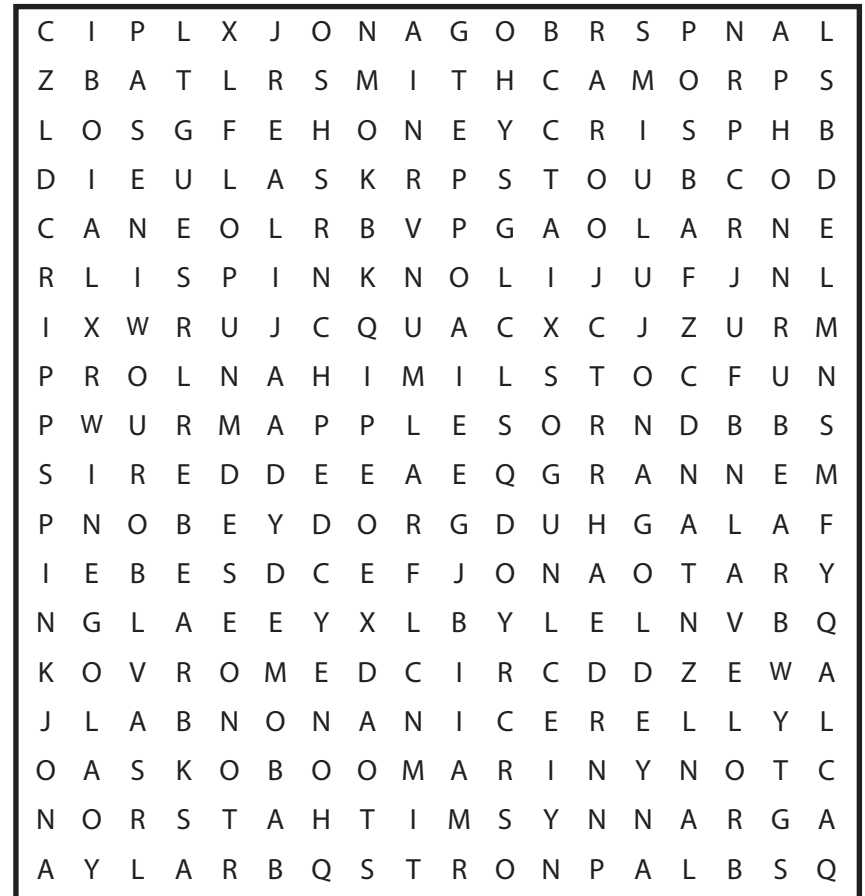 C I P L X J O N A G O B R S P N A L
Z B A T L R S M I T H C A M O R P S
L O S G F E H O N E Y C R I S P H B
D I E U L A S K R P S T O U B C O D
C A N E O L R B V P G A O L A R N E
R L I S P I N K N O L I J U F J N L
I X W R U J C Q U A C X C J Z U R M
P R O L N A H I M I L S T O C F U N
P W U R M A P P L E S O R N D B B S
S I R E D D E E A E Q G R A N N E M
P N O B E Y D O R G D U H G A L A F
I E B E S D C E F J O N A O T A R Y
N G L A E E Y X L B Y L E L N V B Q
K O V R O M E D C I R C D D Z E W A
J L A B N O N A N I C E R E L L Y L
O A S K O B O O M A R I N Y N O T C
N O R S T A H T I M S Y N N A R G A
A Y L A R B Q S T R O N P A L B S Q